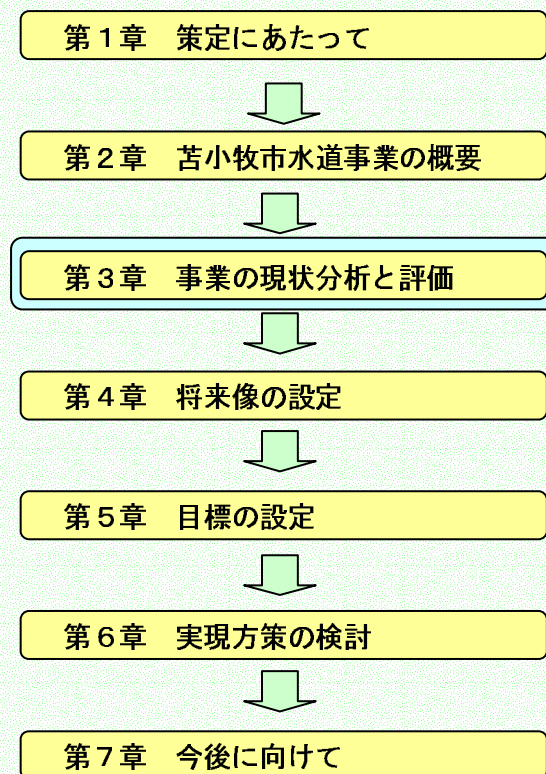 第１章　策定にあたって
第２章　苫小牧市水道事業の概要
第３章　事業の現状分析と評価
第４章　将来像の設定
第５章　目標の設定
第６章　実現方策の検討
第７章　今後に向けて